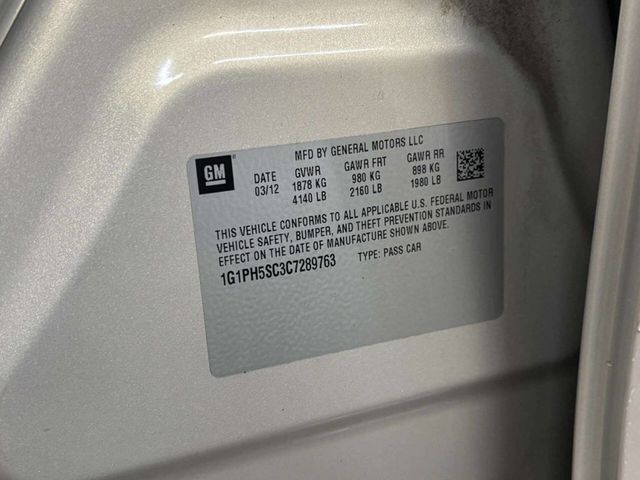 MFD BY GENERAL MOTORS LLC
GM
DATE GVWR GAWR FRT GAWR RR
03/12 1878 KG 980 KG 898 KG
4140 LB 2160 LB 1980 LB
THIS VEHICLE CONFORMS TO ALL APPLICABLE U.S. FEDERAL MOTOR
VEHICLE SAFETY, BUMPER, AND THEFT PREVENTION STANDARDS IN
EFFECT ON THE DATE OF MANUFACTURE SHOWN ABOVE.
1G1PH5SC3C7289763 TYPE: PASS CAR